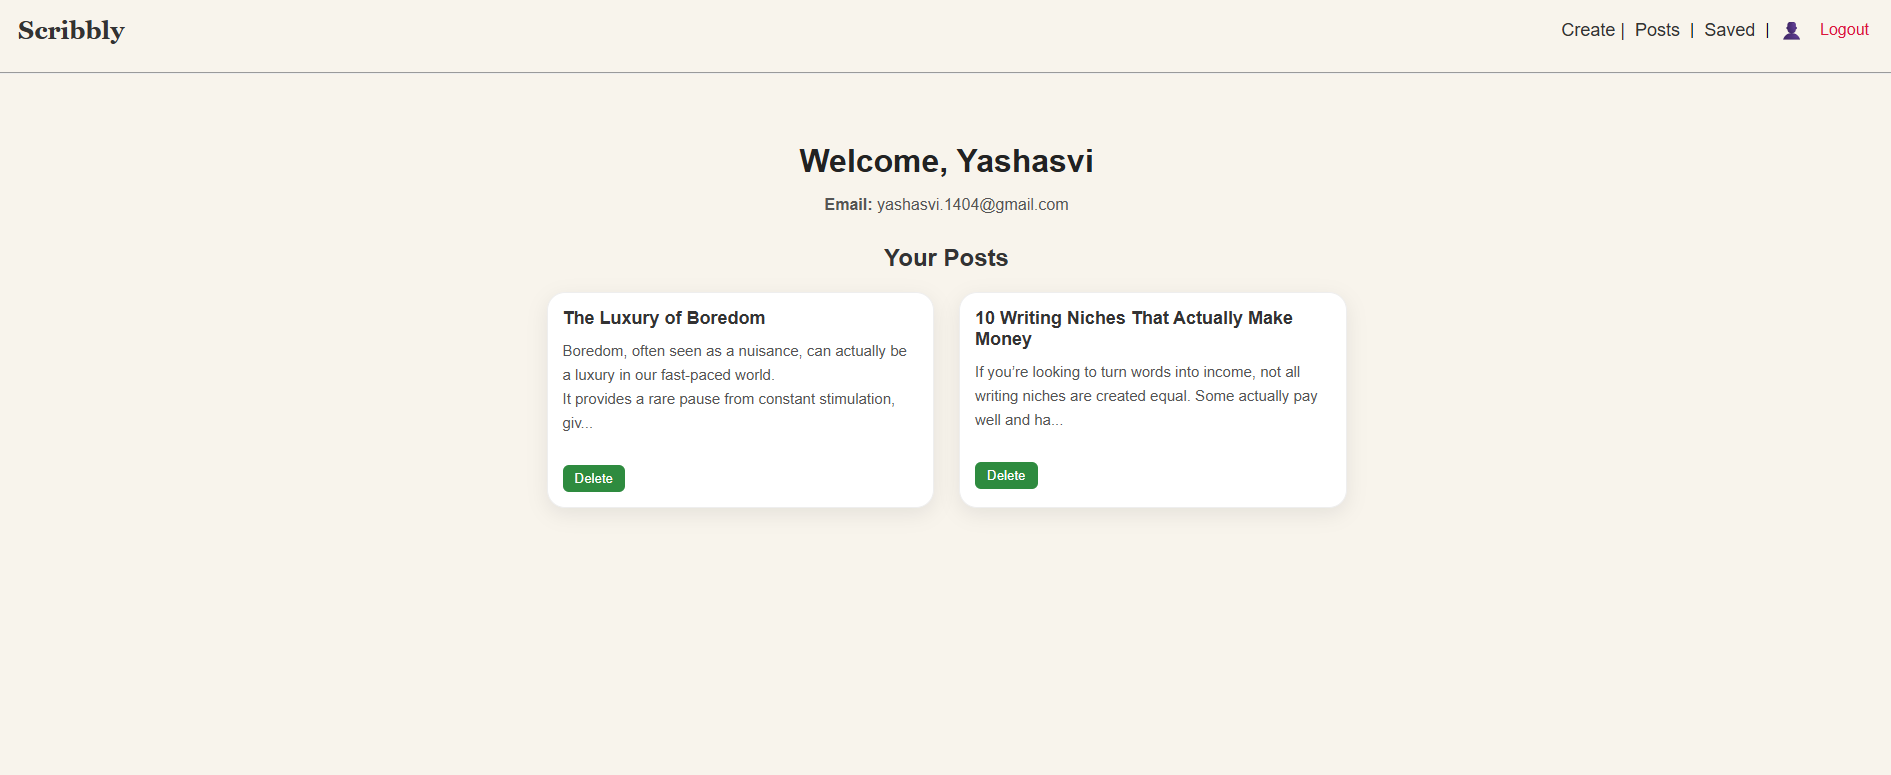 Scribbly
Create | Posts | Saved | Logout
Welcome, Yashasvi
Email: yashasvi.1404@gmail.com
Your Posts
The Luxury of Boredom
Boredom, often seen as a nuisance, can actually be
a luxury in our fast-paced world.
It provides a rare pause from constant stimulation,
giv...
Delete
10 Writing Niches That Actually Make
Money
If you’re looking to turn words into income, not all
writing niches are created equal. Some actually pay
well and ha...
Delete